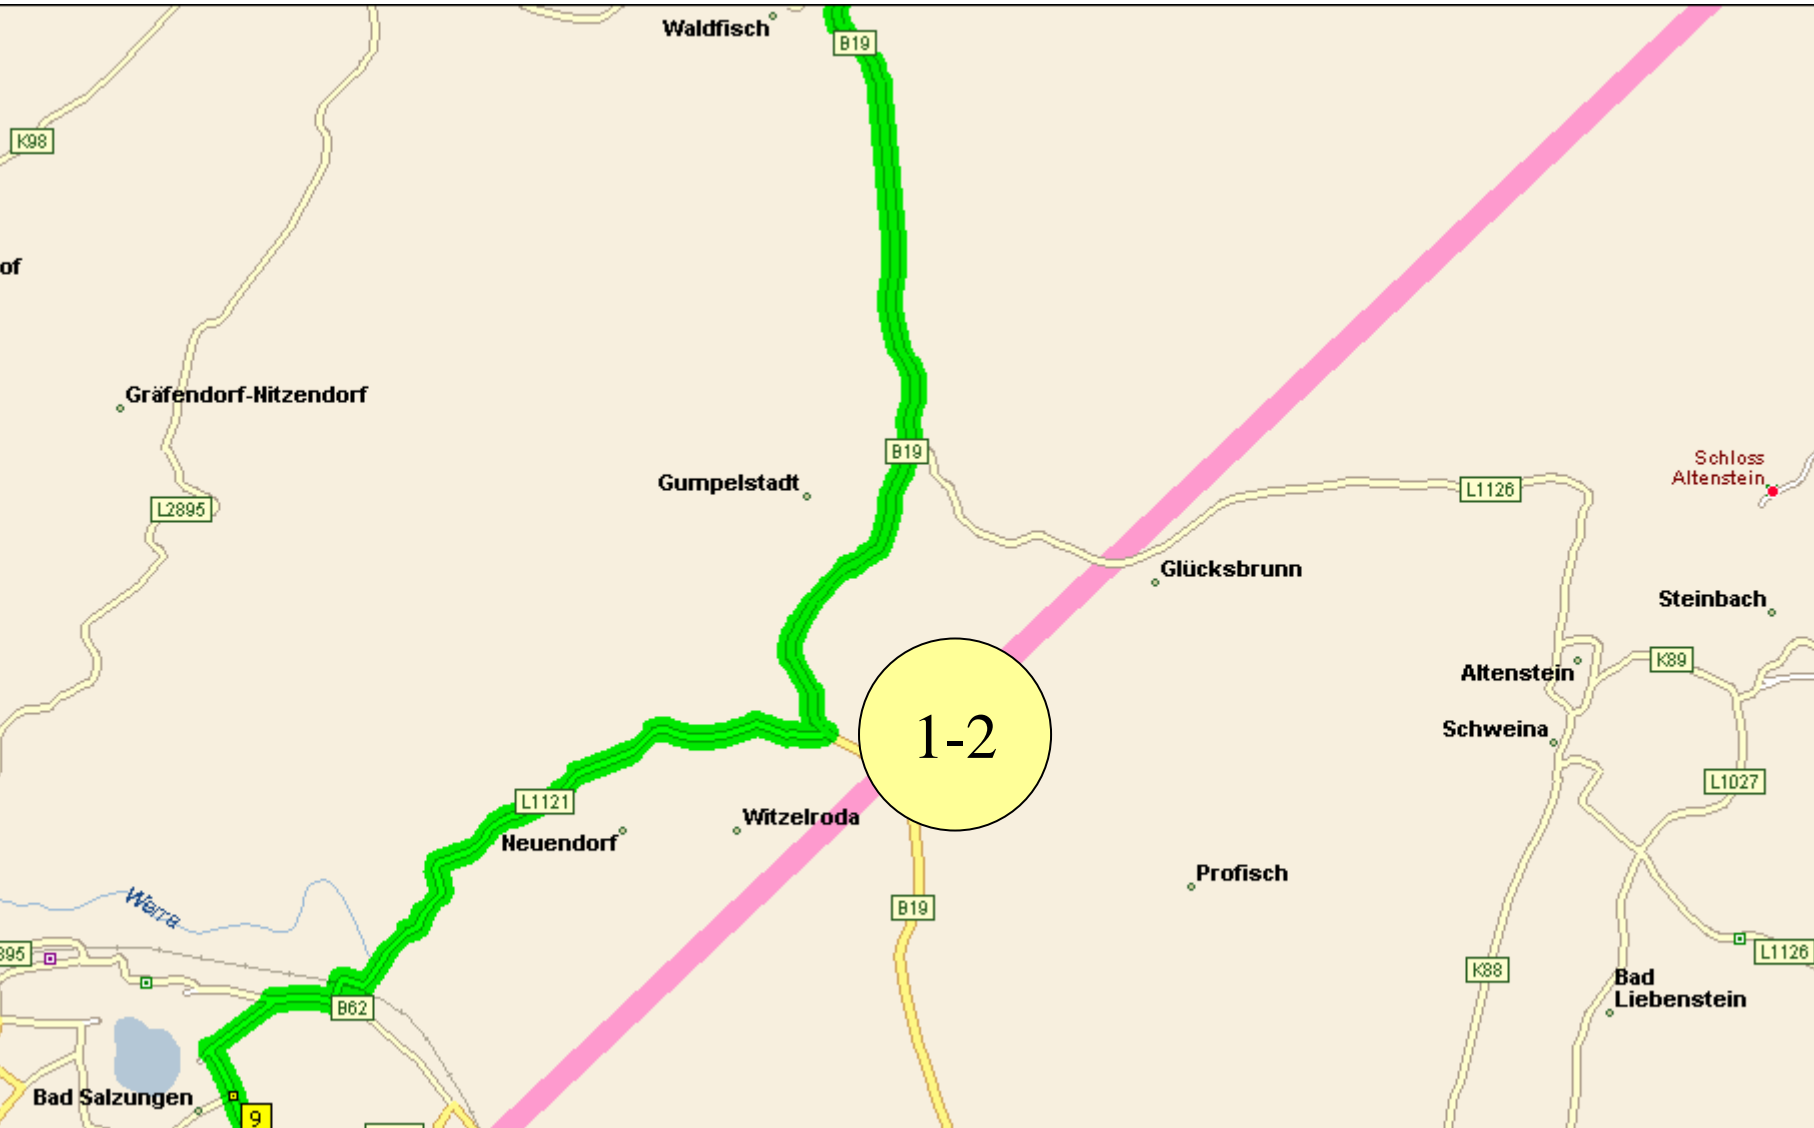 Waldfisch
B19
K98
of
Gräfendorf-Nitzendorf
B19
Schloss
Altenstein
Gumpelstadt
L1126
L2895
Glücksbrunn
Steinbach
K89
Altenstein
1-2
Schweina
L1027
L1121
Witzelroda
Neuendorf
Profisch
Werra
B19
895
L1126
K88
Bad
Liebenstein
B62
Bad Salzungen
9